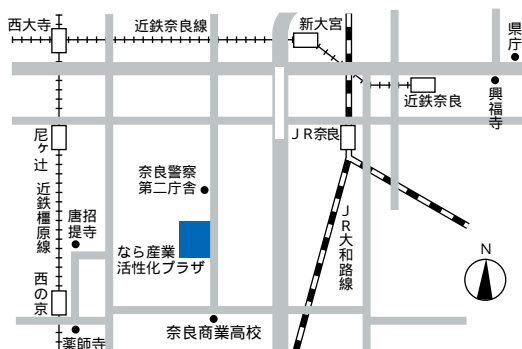 西大寺
近鉄奈良線
新大宮
県庁
近鉄奈良
興福寺
尼ヶ辻
JR奈良
奈良警察
第二庁舎
近鉄橿原線
唐招
提寺
JR大和路線
なら産業
活性化プラザ
N
西の京
奈良商業高校
薬師寺